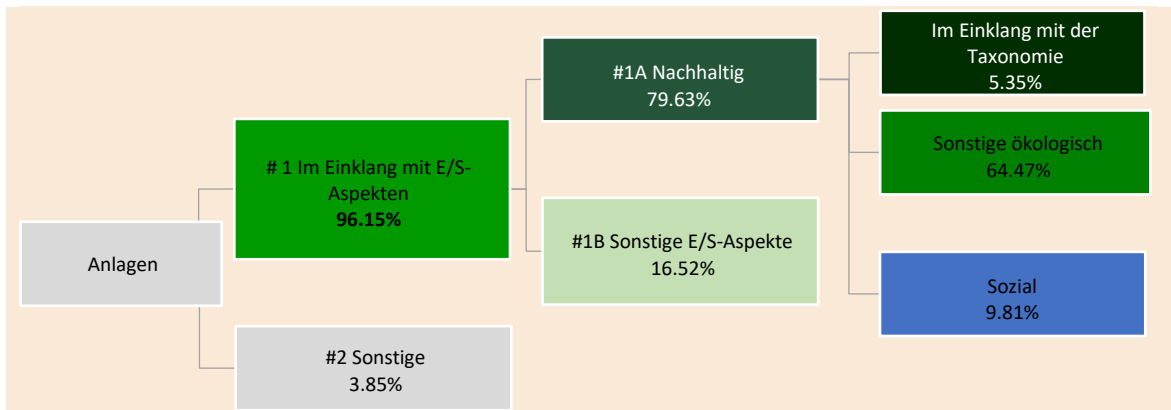 Anlagen
# 1 Im Einklang mit E/S-
Aspekten
96.15%
#2 Sonstige
3.85%
#1A Nachhaltig
79.63%
#1B Sonstige E/S-Aspekte
16.52%
Im Einklang mit der
Taxonomie
5.35%
Sonstige ökologisch
64.47%
Sozial
9.81%